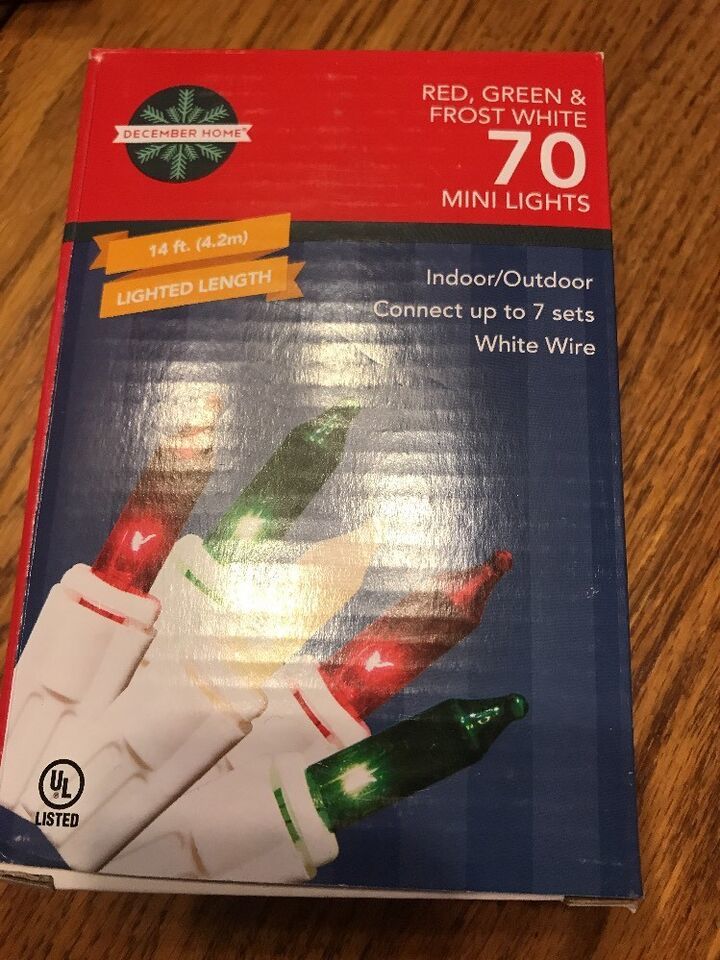 DECEMBER HOME
RED, GREEN &
FROST WHITE
70
MINI LIGHTS
14 ft. (4.2m)
LIGHTED LENGTH
Indoor/Outdoor
Connect up to 7 sets
White Wire
UL
LISTED